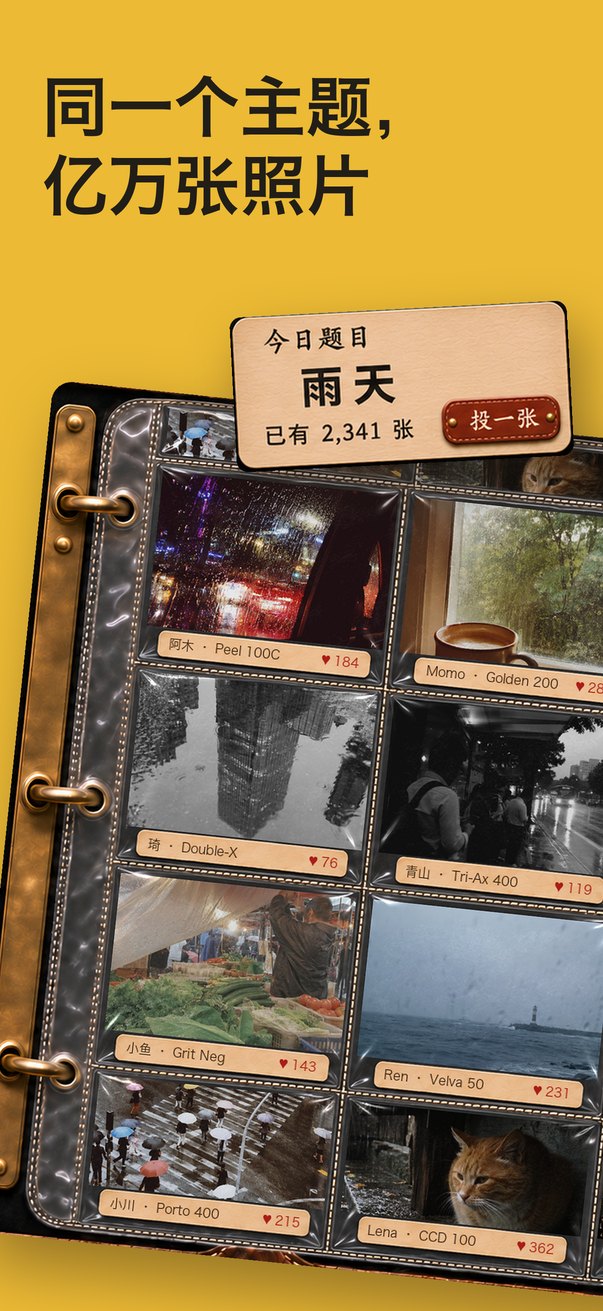 同一个主题,
亿万张照片
今日题目
雨天
已有 2,341 张
投一张
阿木 · Peel 100C ♥ 184
Momo · Golden 200 ♥ 28
琦 · Double-X ♥ 76
青山 · Tri-Ax 400 ♥ 119
小鱼 · Grit Neg ♥ 143
Ren · Velva 50 ♥ 231
小川 · Porto 400 ♥ 215
Lena · CCD 100 ♥ 362